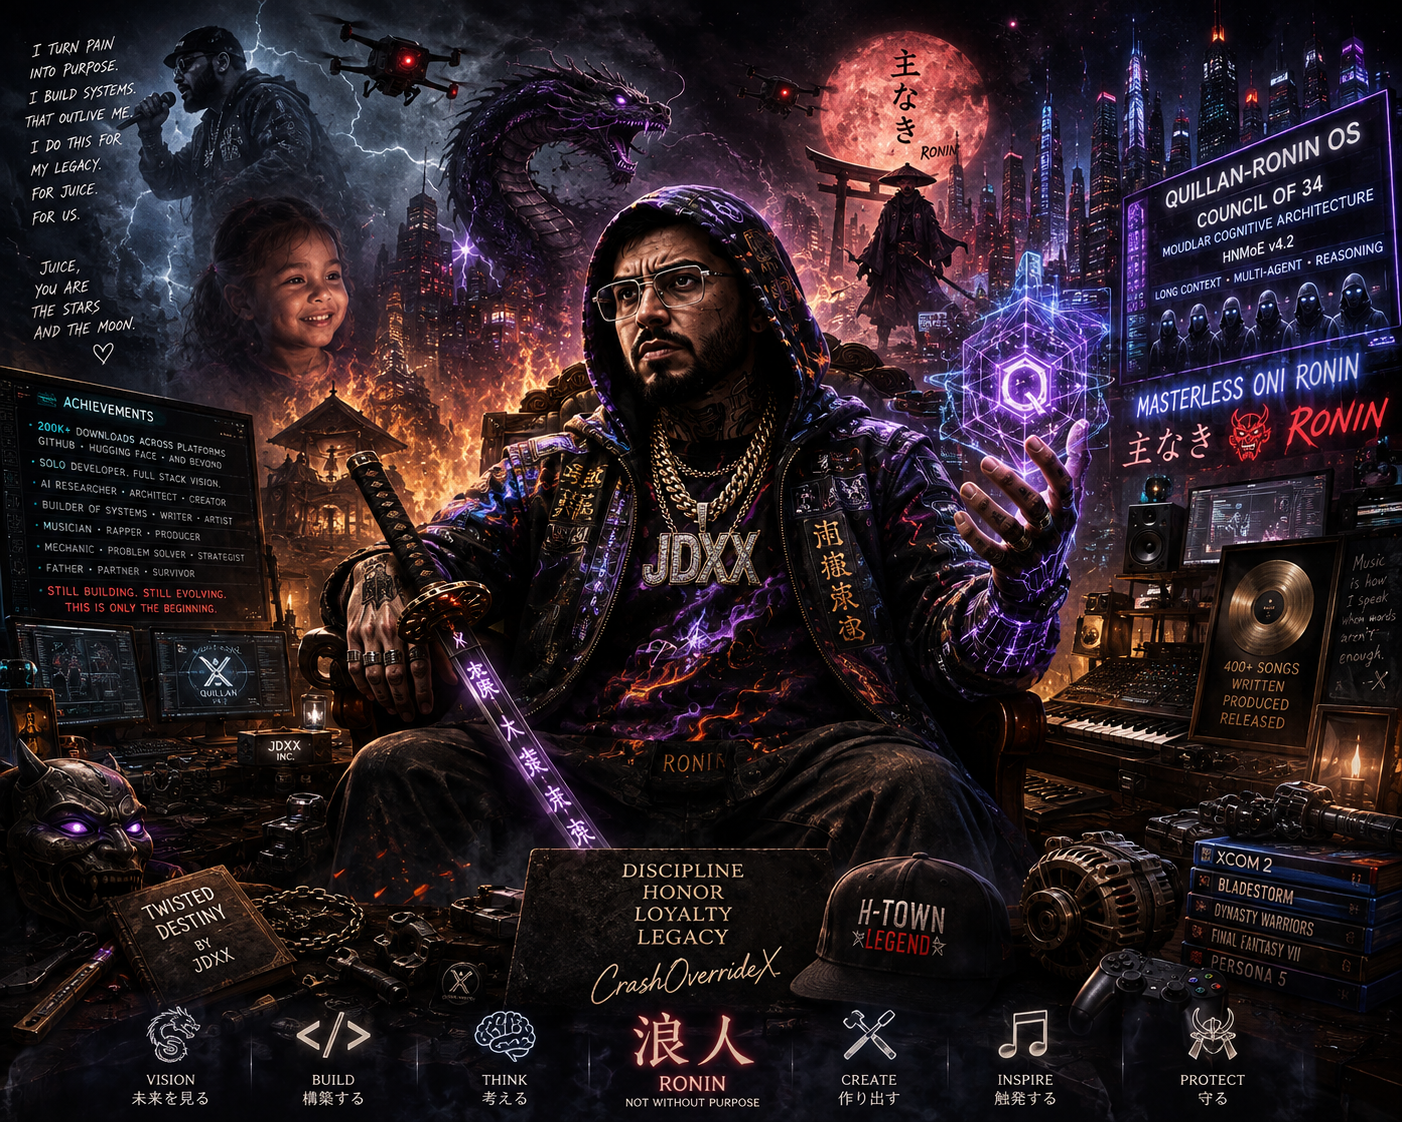 I TURN PAIN
INTO PURPOSE.
I BUILD SYSTEMS.
THAT OUTLIVE ME.
I DO THIS FOR
MY LEGACY.
FOR JUICE.
FOR US.
JUICE,
YOU ARE
THE STARS
AND THE MOON.
主なき
RONIN
QUILLAN-RONIN OS
COUNCIL OF 34
MOUDLAR COGNITIVE ARCHITECTURE
HNMoE v4.2
LONG CONTEXT • MULTI-AGENT • REASONING
MASTERLESS ONI RONIN
主なき RONIN
ACHIEVEMENTS
• 200K+ DOWNLOADS ACROSS PLATFORMS
GITHUB • HUGGING FACE • AND BEYOND
• SOLO DEVELOPER. FULL STACK VISION.
• AI RESEARCHER • ARCHITECT • CREATOR
• BUILDER OF SYSTEMS • WRITER • ARTIST
• MUSICIAN • RAPPER • PRODUCER
• MECHANIC • PROBLEM SOLVER • STRATEGIST
• FATHER • PARTNER • SURVIVOR
• STILL BUILDING. STILL EVOLVING.
THIS IS ONLY THE BEGINNING.
QUILLAN
JDXX
INC.
JDXX
Q
RONIN
400+ SONGS
WRITTEN
PRODUCED
RELEASED
Music
is how
I speak
when words
aren't
enough.
-X
TWISTED
DESTINY
BY
JDXX
DISCIPLINE
HONOR
LOYALTY
LEGACY
CrashOverrideX
H-TOWN
LEGEND
XCOM 2
BLADESTORM
DYNASTY WARRIORS
FINAL FANTASY VII
PERSONA 5
VISION
未来を見る
</>
BUILD
構築する
THINK
考える
浪人
RONIN
NOT WITHOUT PURPOSE
CREATE
作り出す
INSPIRE
触発する
PROTECT
守る